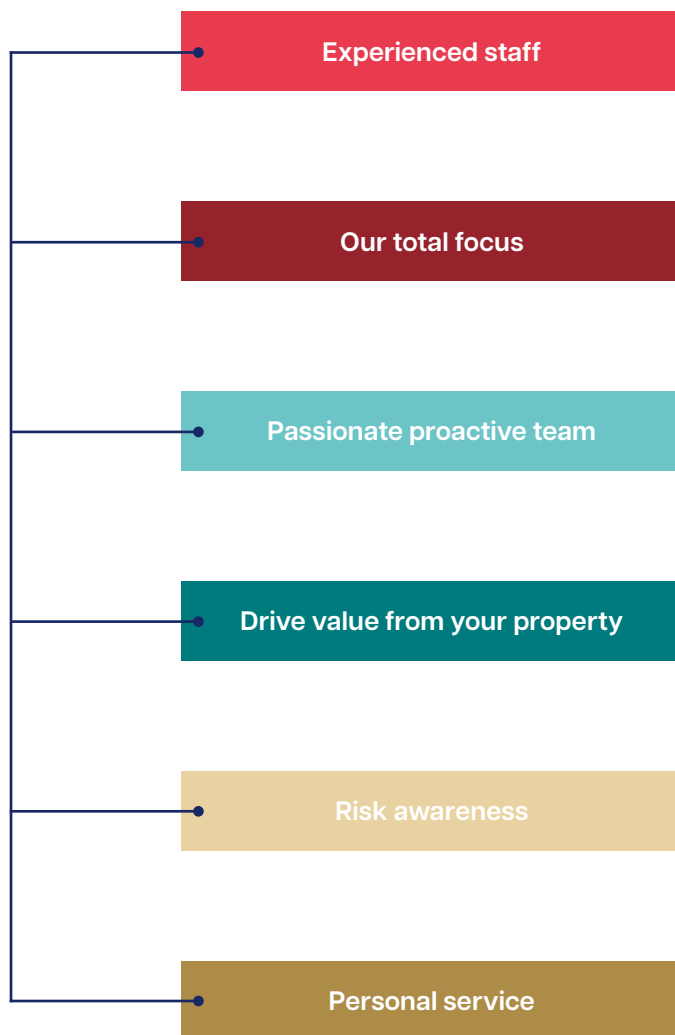 Experienced staff
Our total focus
Passionate proactive team
Drive value from your property
Risk awareness
Personal service